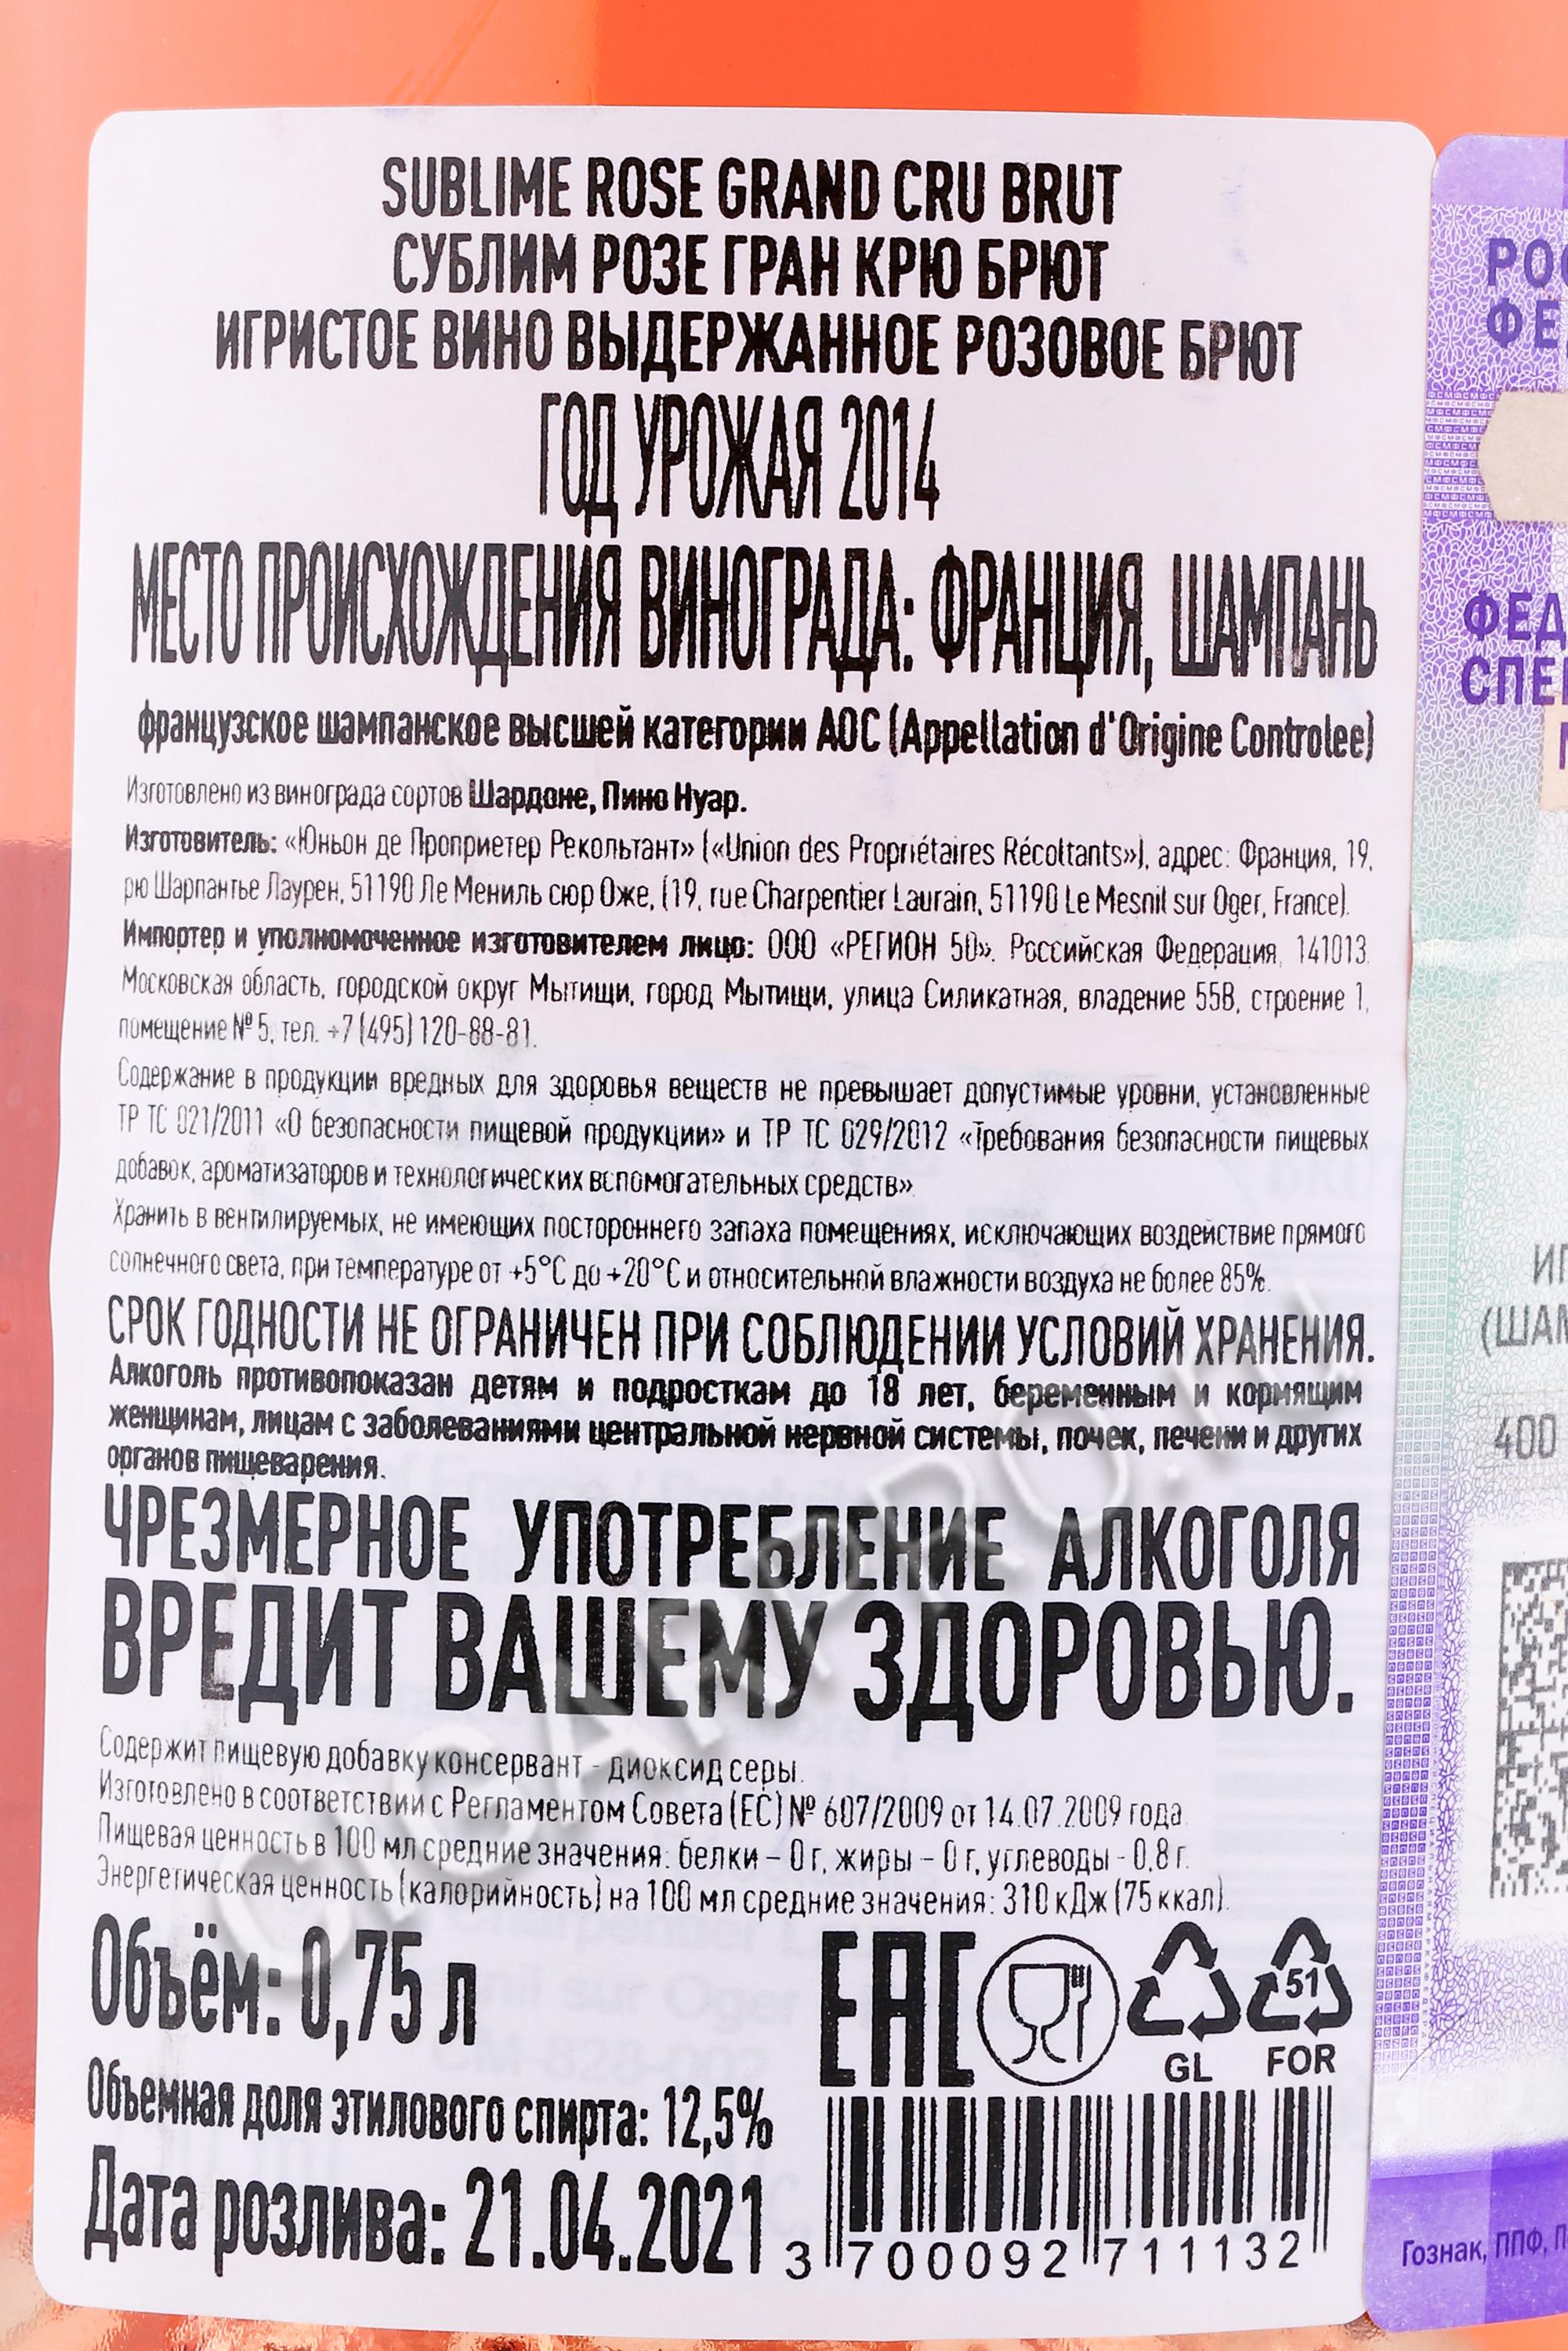 SUBLIME ROSE GRAND CRU BRUT
СУБЛИМ РОЗЕ ГРАН КРЮ БРЮТ
ИГРИСТОЕ ВИНО ВЫДЕРЖАННОЕ РОЗОВОЕ БРЮТ
ГОД УРОЖАЯ 2014
МЕСТО ПРОИСХОЖДЕНИЯ ВИНОГРАДА: ФРАНЦИЯ, ШАМПАНЬ
французское шампанское высшей категории AOC (Appellation d'Origine Controlee)
Изготовлено из винограда сортов Шардоне, Пино Нуар.
Изготовитель: «Юньон де Проприетер Рекольтант» («Union des Propriétaires Récoltants»), адрес: Франция, 19,
рю Шарпантье Лаурен, 51190 Ле Мениль сюр Оже, (19, rue Charpentier Laurain, 51190 Le Mesnil sur Oger, France).
Импортер и уполномоченное изготовителем лицо: ООО «РЕГИОН 50». Российская Федерация, 141013,
Московская область, городской округ Мытищи, город Мытищи, улица Силикатная, владение 55В, строение 1,
помещение № 5, тел. +7 (495) 120-88-81.
Содержание в продукции вредных для здоровья веществ не превышает допустимые уровни, установленные
ТР ТС 021/2011 «О безопасности пищевой продукции» и ТР ТС 029/2012 «Требования безопасности пищевых
добавок, ароматизаторов и технологических вспомогательных средств»
Хранить в вентилируемых, не имеющих постороннего запаха помещениях, исключающих воздействие прямого
солнечного света, при температуре от +5°С до +20°С и относительной влажности воздуха не более 85%.
СРОК ГОДНОСТИ НЕ ОГРАНИЧЕН ПРИ СОБЛЮДЕНИИ УСЛОВИЙ ХРАНЕНИЯ.
Алкоголь противопоказан детям и подросткам до 18 лет, беременным и кормящим
женщинам, лицам с заболеваниями центральной нервной системы, почек, печени и других
органов пищеварения.
ЧРЕЗМЕРНОЕ УПОТРЕБЛЕНИЕ АЛКОГОЛЯ
ВРЕДИТ ВАШЕМУ ЗДОРОВЬЮ.
Содержит пищевую добавку консервант - диоксид серы.
Изготовлено в соответствии с Регламентом Совета (ЕС) № 607/2009 от 14.07.2009 года
Пищевая ценность в 100 мл средние значения: белки – 0 г, жиры – 0 г, углеводы - 0,8 г.
Энергетическая ценность (калорийность) на 100 мл средние значения: 310 кДж (75 ккал).
Объём: 0,75 л
EAC
51
GL FOR
Объемная доля этилового спирта: 12,5%
Дата розлива: 21.04.2021
3 700092 711132
400
Гознак, ППФ,